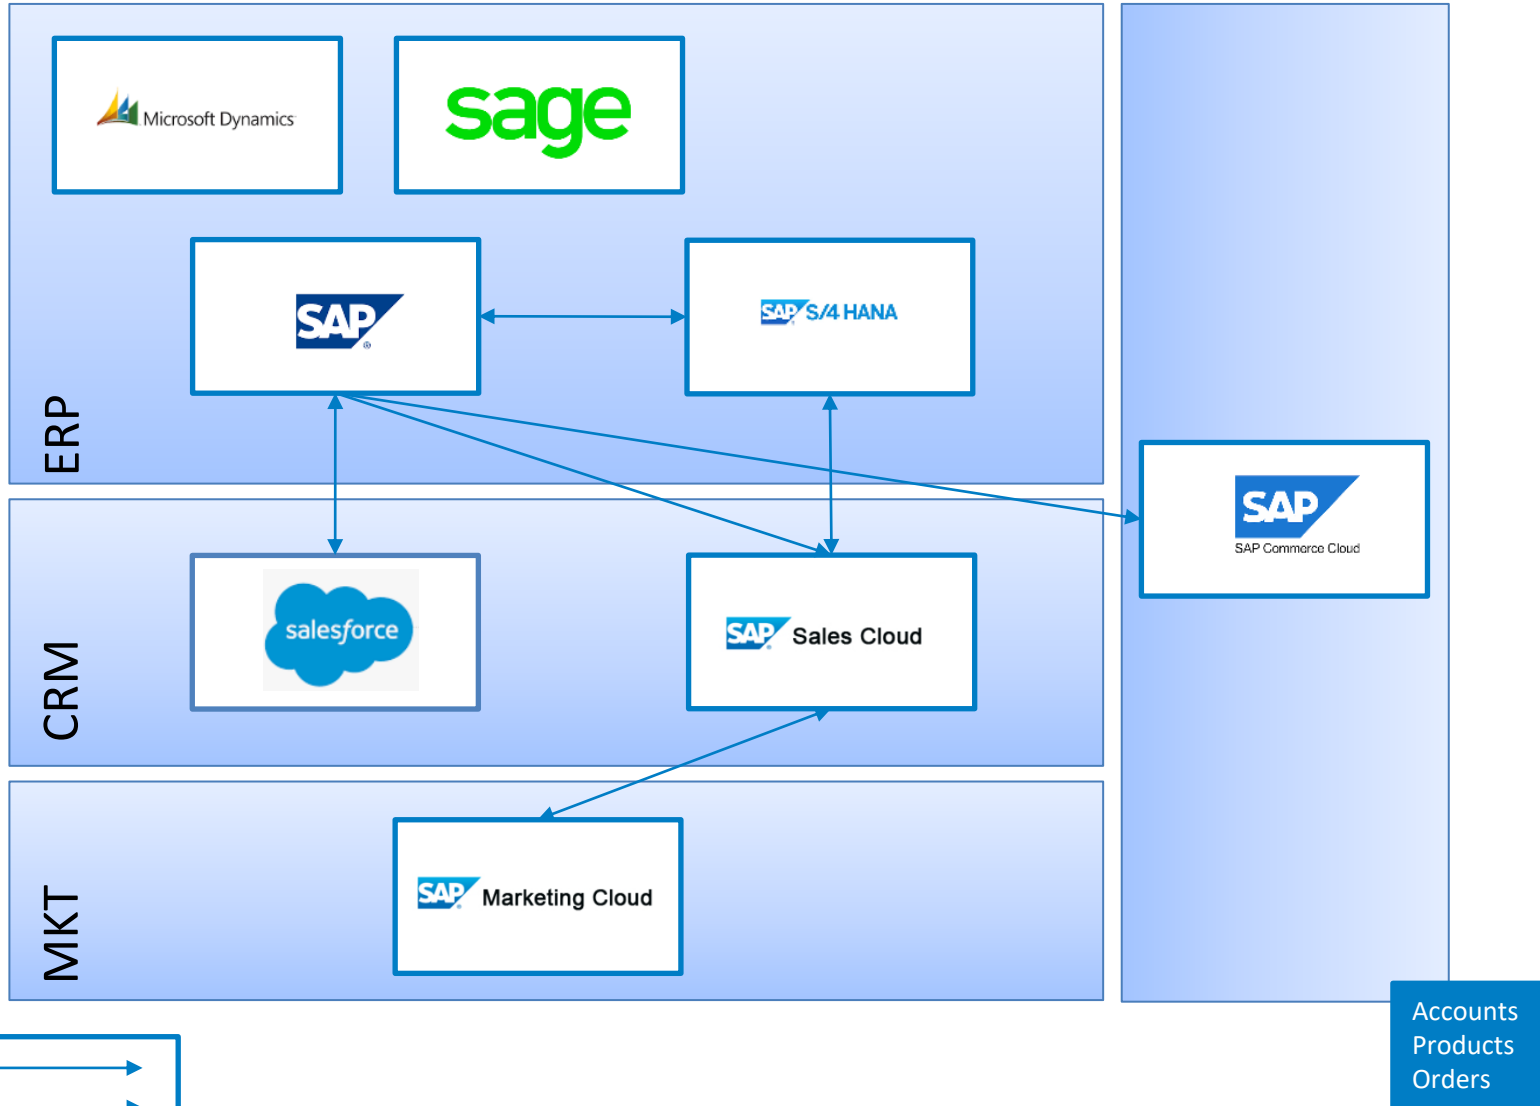 Microsoft Dynamics
sage
SAP
®
SAP S/4 HANA
ERP
SAP
SAP Commerce Cloud
salesforce
SAP Sales Cloud
CRM
SAP Marketing Cloud
MKT
Accounts
Products
Orders